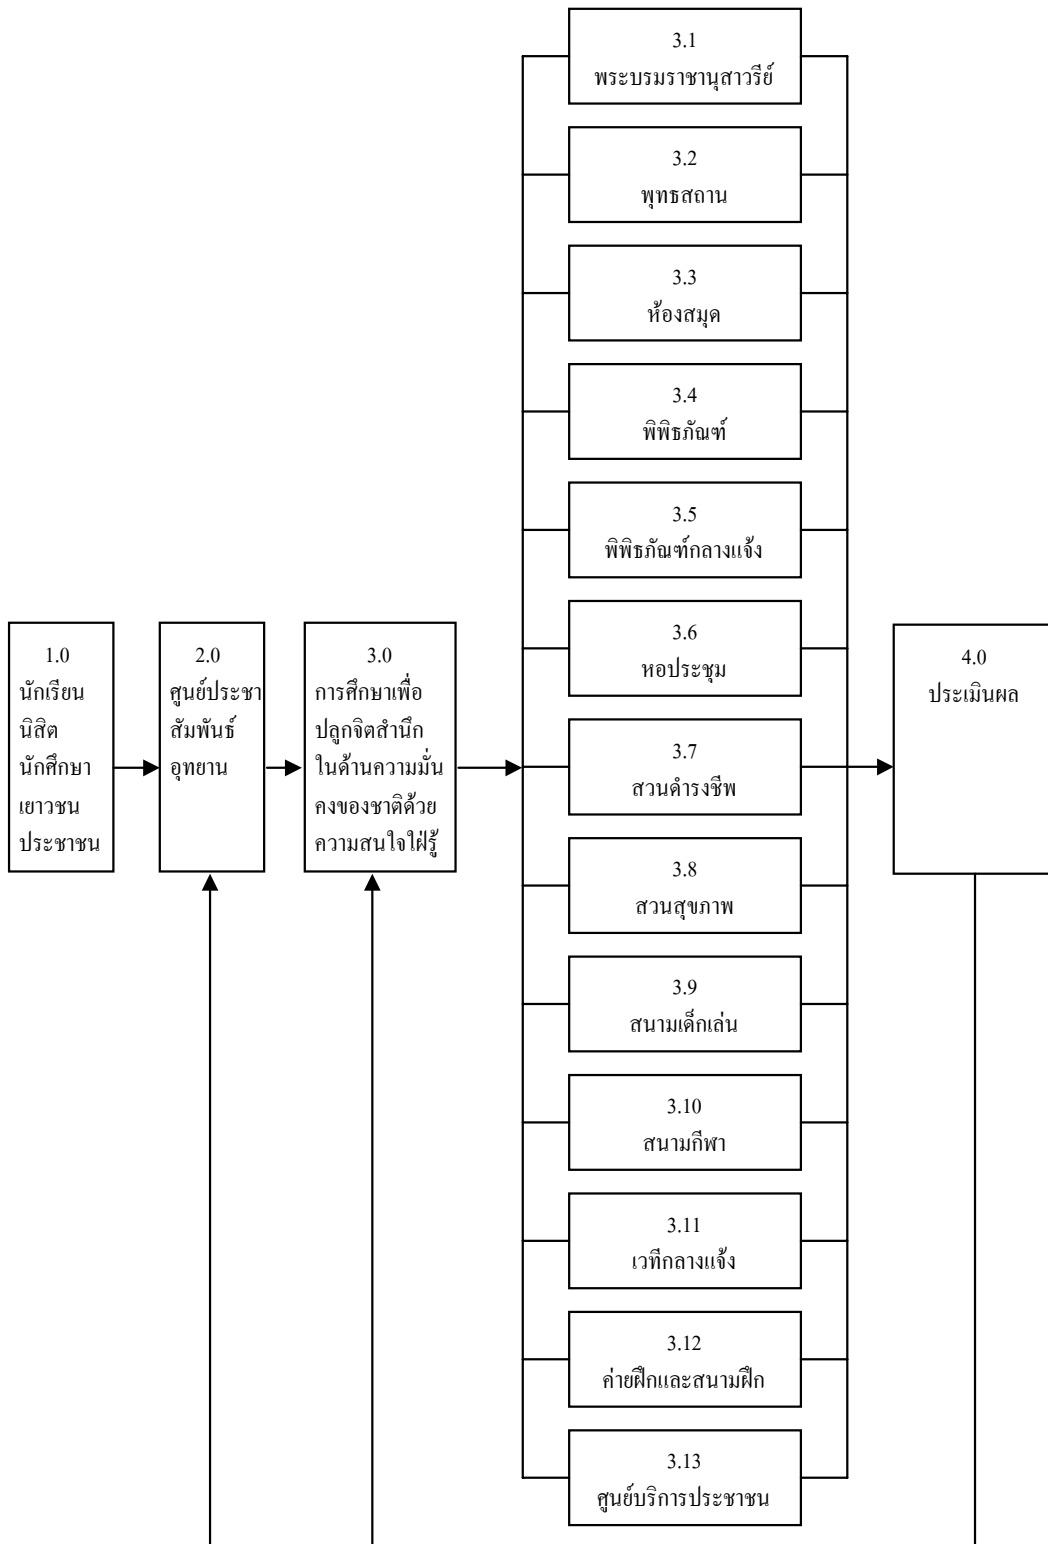 3.1
พระบรมราชานุสาวรีย์
3.2
พุทธสถาน
3.3
ห้องสมุด
3.4
พิพิธภัณฑ์
3.5
พิพิธภัณฑ์กลางแจ้ง
3.6
หอประชุม
3.7
สวนดำรงชีพ
3.8
สวนสุขภาพ
3.9
สนามเด็กเล่น
3.10
สนามกีฬา
3.11
เวทีกลางแจ้ง
3.12
ค่ายฝึกและสนามฝึก
3.13
ศูนย์บริการประชาชน
1.0
นักเรียน
นิสิต
นักศึกษา
เยาวชน
ประชาชน
2.0
ศูนย์ประชา
สัมพันธ์
อุทยาน
3.0
การศึกษาเพื่อ
ปลูกจิตสำนึก
ในด้านความมั่น
คงของชาติด้วย
ความสนใจใฝ่รู้
4.0
ประเมินผล